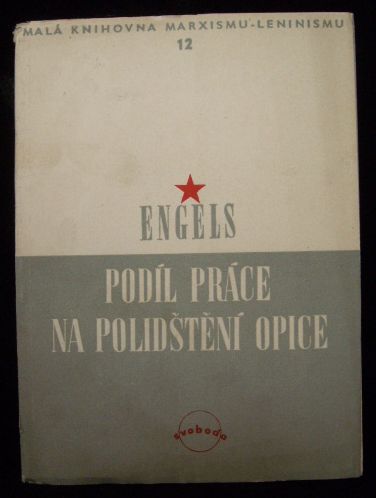 MALÁ KNIHOVNA MARXISMU-LENINISMU
12
ENGELS
PODÍL PRÁCE
NA POLIDŠTĚNÍ OPICE
svoboda